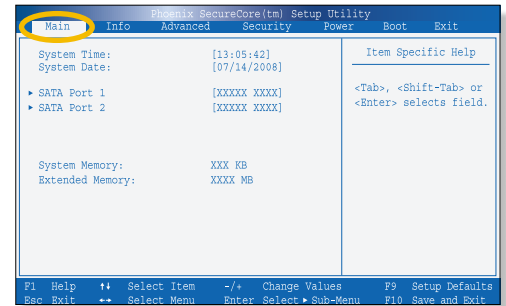 Phoenix SecureCore(tm) Setup Utility
Main Info Advanced Security Power Boot Exit
System Time: [13:05:42]
System Date: [07/14/2008]
▸ SATA Port 1 [XXXXX XXXX]
▸ SATA Port 2 [XXXXX XXXX]
System Memory: XXX KB
Extended Memory: XXXX MB
Item Specific Help
<Tab>, <Shift-Tab> or
<Enter> selects field.
F1 Help ↑↓ Select Item -/+ Change Values F9 Setup Defaults
Esc Exit ↔ Select Menu Enter Select ▸ Sub-Menu F10 Save and Exit